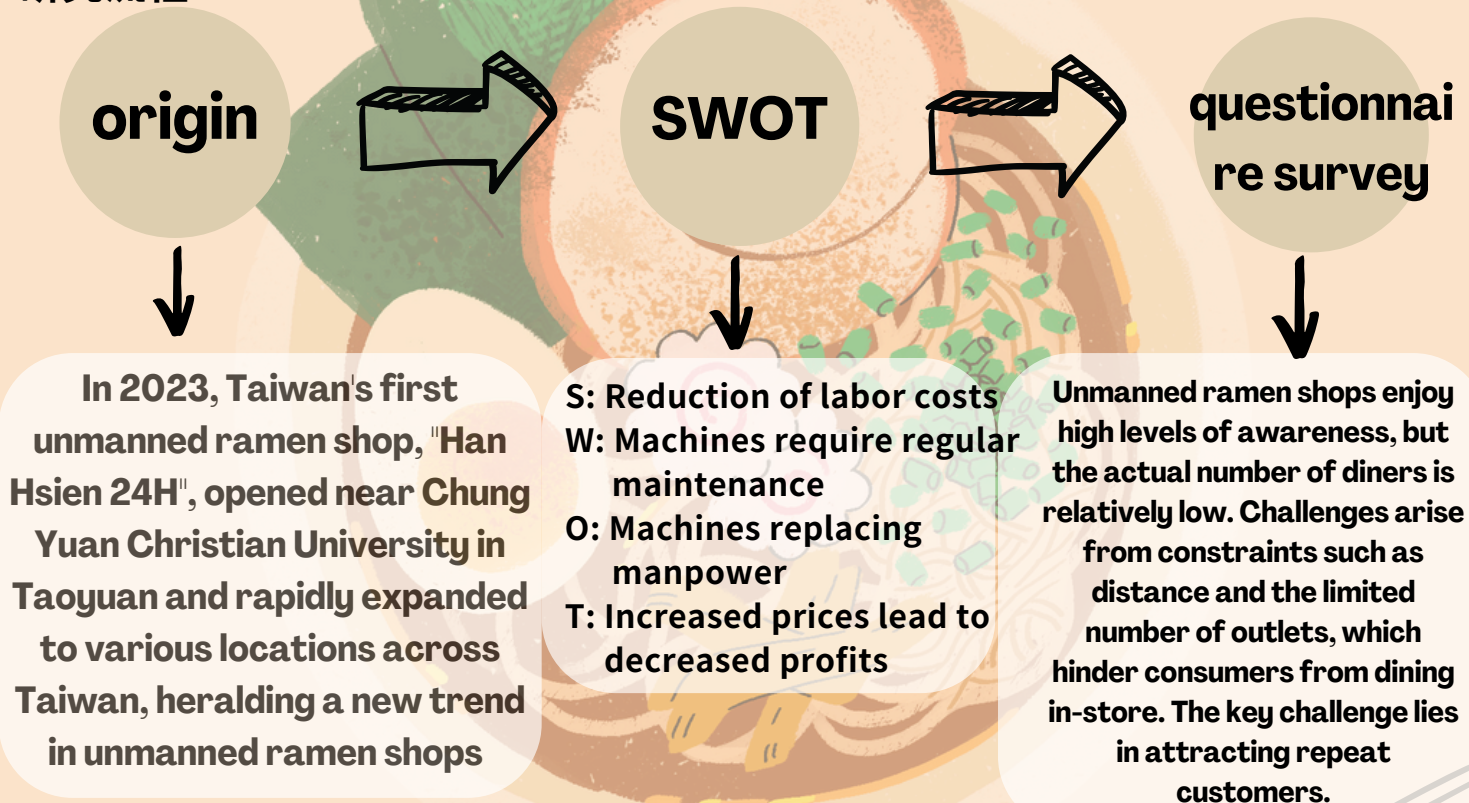 origin
SWOT
questionnai
re survey
In 2023, Taiwan's first
unmanned ramen shop, "Han
Hsien 24H", opened near Chung
Yuan Christian University in
Taoyuan and rapidly expanded
to various locations across
Taiwan, heralding a new trend
in unmanned ramen shops
S: Reduction of labor costs
W: Machines require regular
maintenance
O: Machines replacing
manpower
T: Increased prices lead to
decreased profits
Unmanned ramen shops enjoy
high levels of awareness, but
the actual number of diners is
relatively low. Challenges arise
from constraints such as
distance and the limited
number of outlets, which
hinder consumers from dining
in-store. The key challenge lies
in attracting repeat
customers.